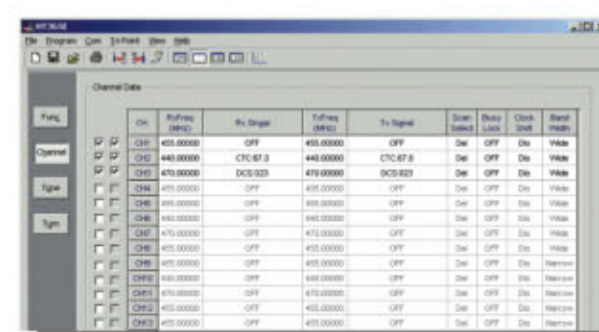 File Program Com Tri-Point View Help
Channel Data
Func
Channel
Tune
CH. RxFreq (MHz) Rx Singal TxFreq (MHz) Tx Signal Scan Select Busy Lock Clock Shift Band Width
CH1 455.00000 OFF 455.00000 OFF Del OFF Dis Wide
CH2 440.00000 CTC:67.0 440.00000 CTC:67.0 Del OFF Dis Wide
CH3 470.00000 DCS:023 470.00000 DCS:023 Del OFF Dis Wide
CH4 455.00000 OFF 455.00000 OFF Del OFF Dis Wide
CH5 455.00000 OFF 455.00000 OFF Del OFF Dis Wide
CH6 440.00000 OFF 440.00000 OFF Del OFF Dis Wide
CH7 470.00000 OFF 470.00000 OFF Del OFF Dis Wide
CH8 455.00000 OFF 455.00000 OFF Del OFF Dis Wide
CH9 455.00000 OFF 455.00000 OFF Del OFF Dis Narrow
CH10 440.00000 OFF 440.00000 OFF Del OFF Dis Narrow
CH11 470.00000 OFF 470.00000 OFF Del OFF Dis Narrow
CH12 455.00000 OFF 455.00000 OFF Del OFF Dis Narrow
CH13 455.00000 OFF 455.00000 OFF Del OFF Dis Narrow